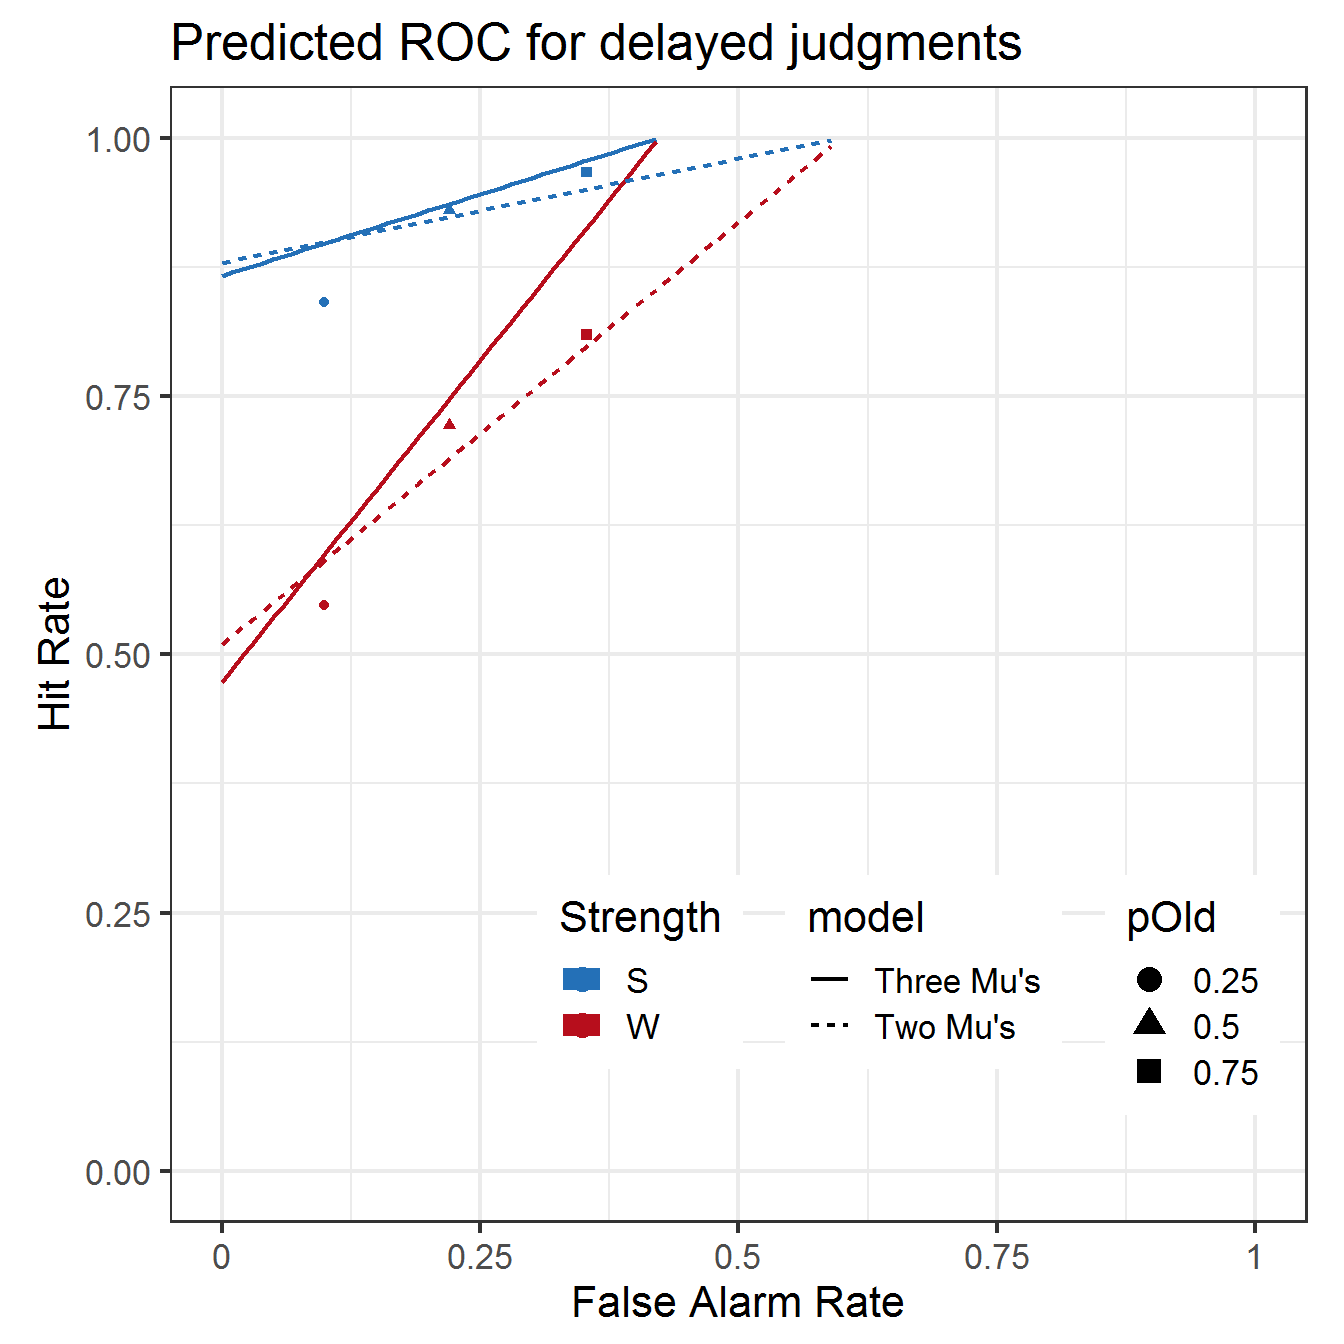 Predicted ROC for delayed judgments
1.00
0.75
0.50
0.25
0.00
Hit Rate
Strength
S
W
model
Three Mu's
Two Mu's
pOld
0.25
0.5
0.75
0
0.25
0.5
0.75
1
False Alarm Rate